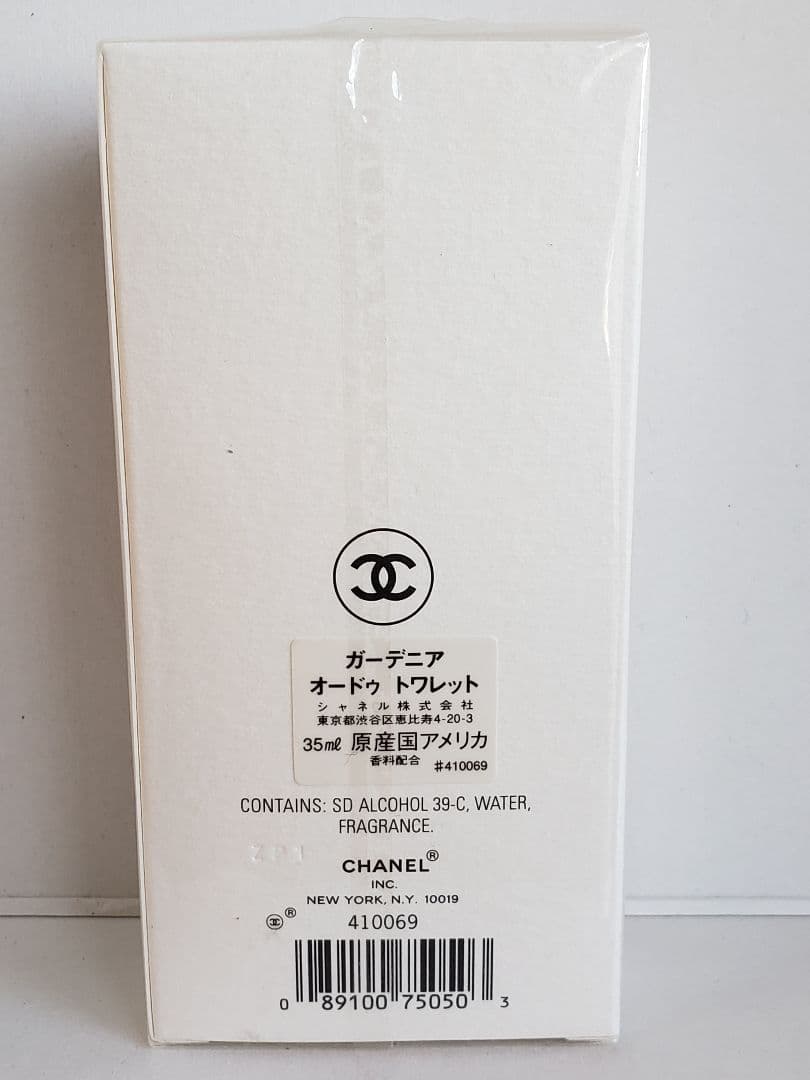 ガーデニア
オードゥ トワレット
シャネル株式会社
東京都渋谷区恵比寿4-20-3
35㎖ 原産国アメリカ
香料配合 #410069
CONTAINS: SD ALCOHOL 39-C, WATER,
FRAGRANCE.
CHANEL®
INC.
NEW YORK, N.Y. 10019
® 410069
0 89100 75050 3